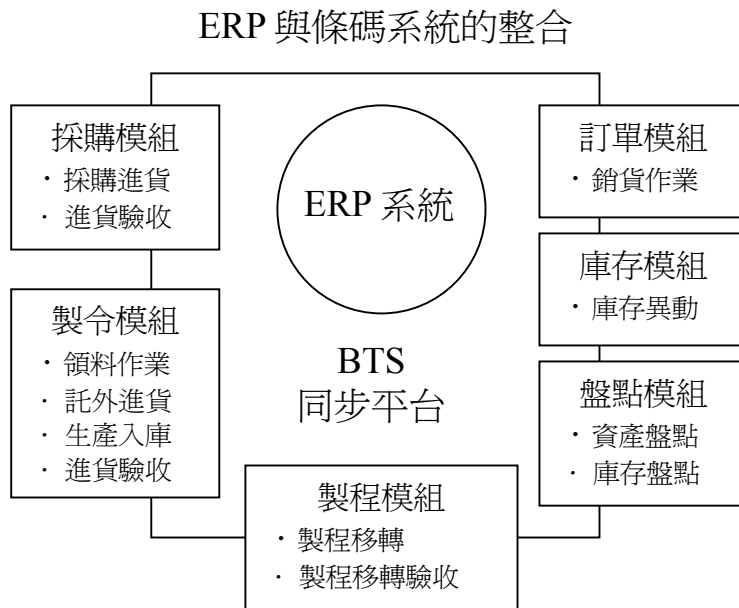 ERP 與條碼系統的整合
採購模組
· 採購進貨
· 進貨驗收
製令模組
· 領料作業
· 託外進貨
· 生產入庫
· 進貨驗收
ERP 系統
BTS
同步平台
製程模組
· 製程移轉
· 製程移轉驗收
訂單模組
· 銷貨作業
庫存模組
· 庫存異動
盤點模組
· 資產盤點
· 庫存盤點